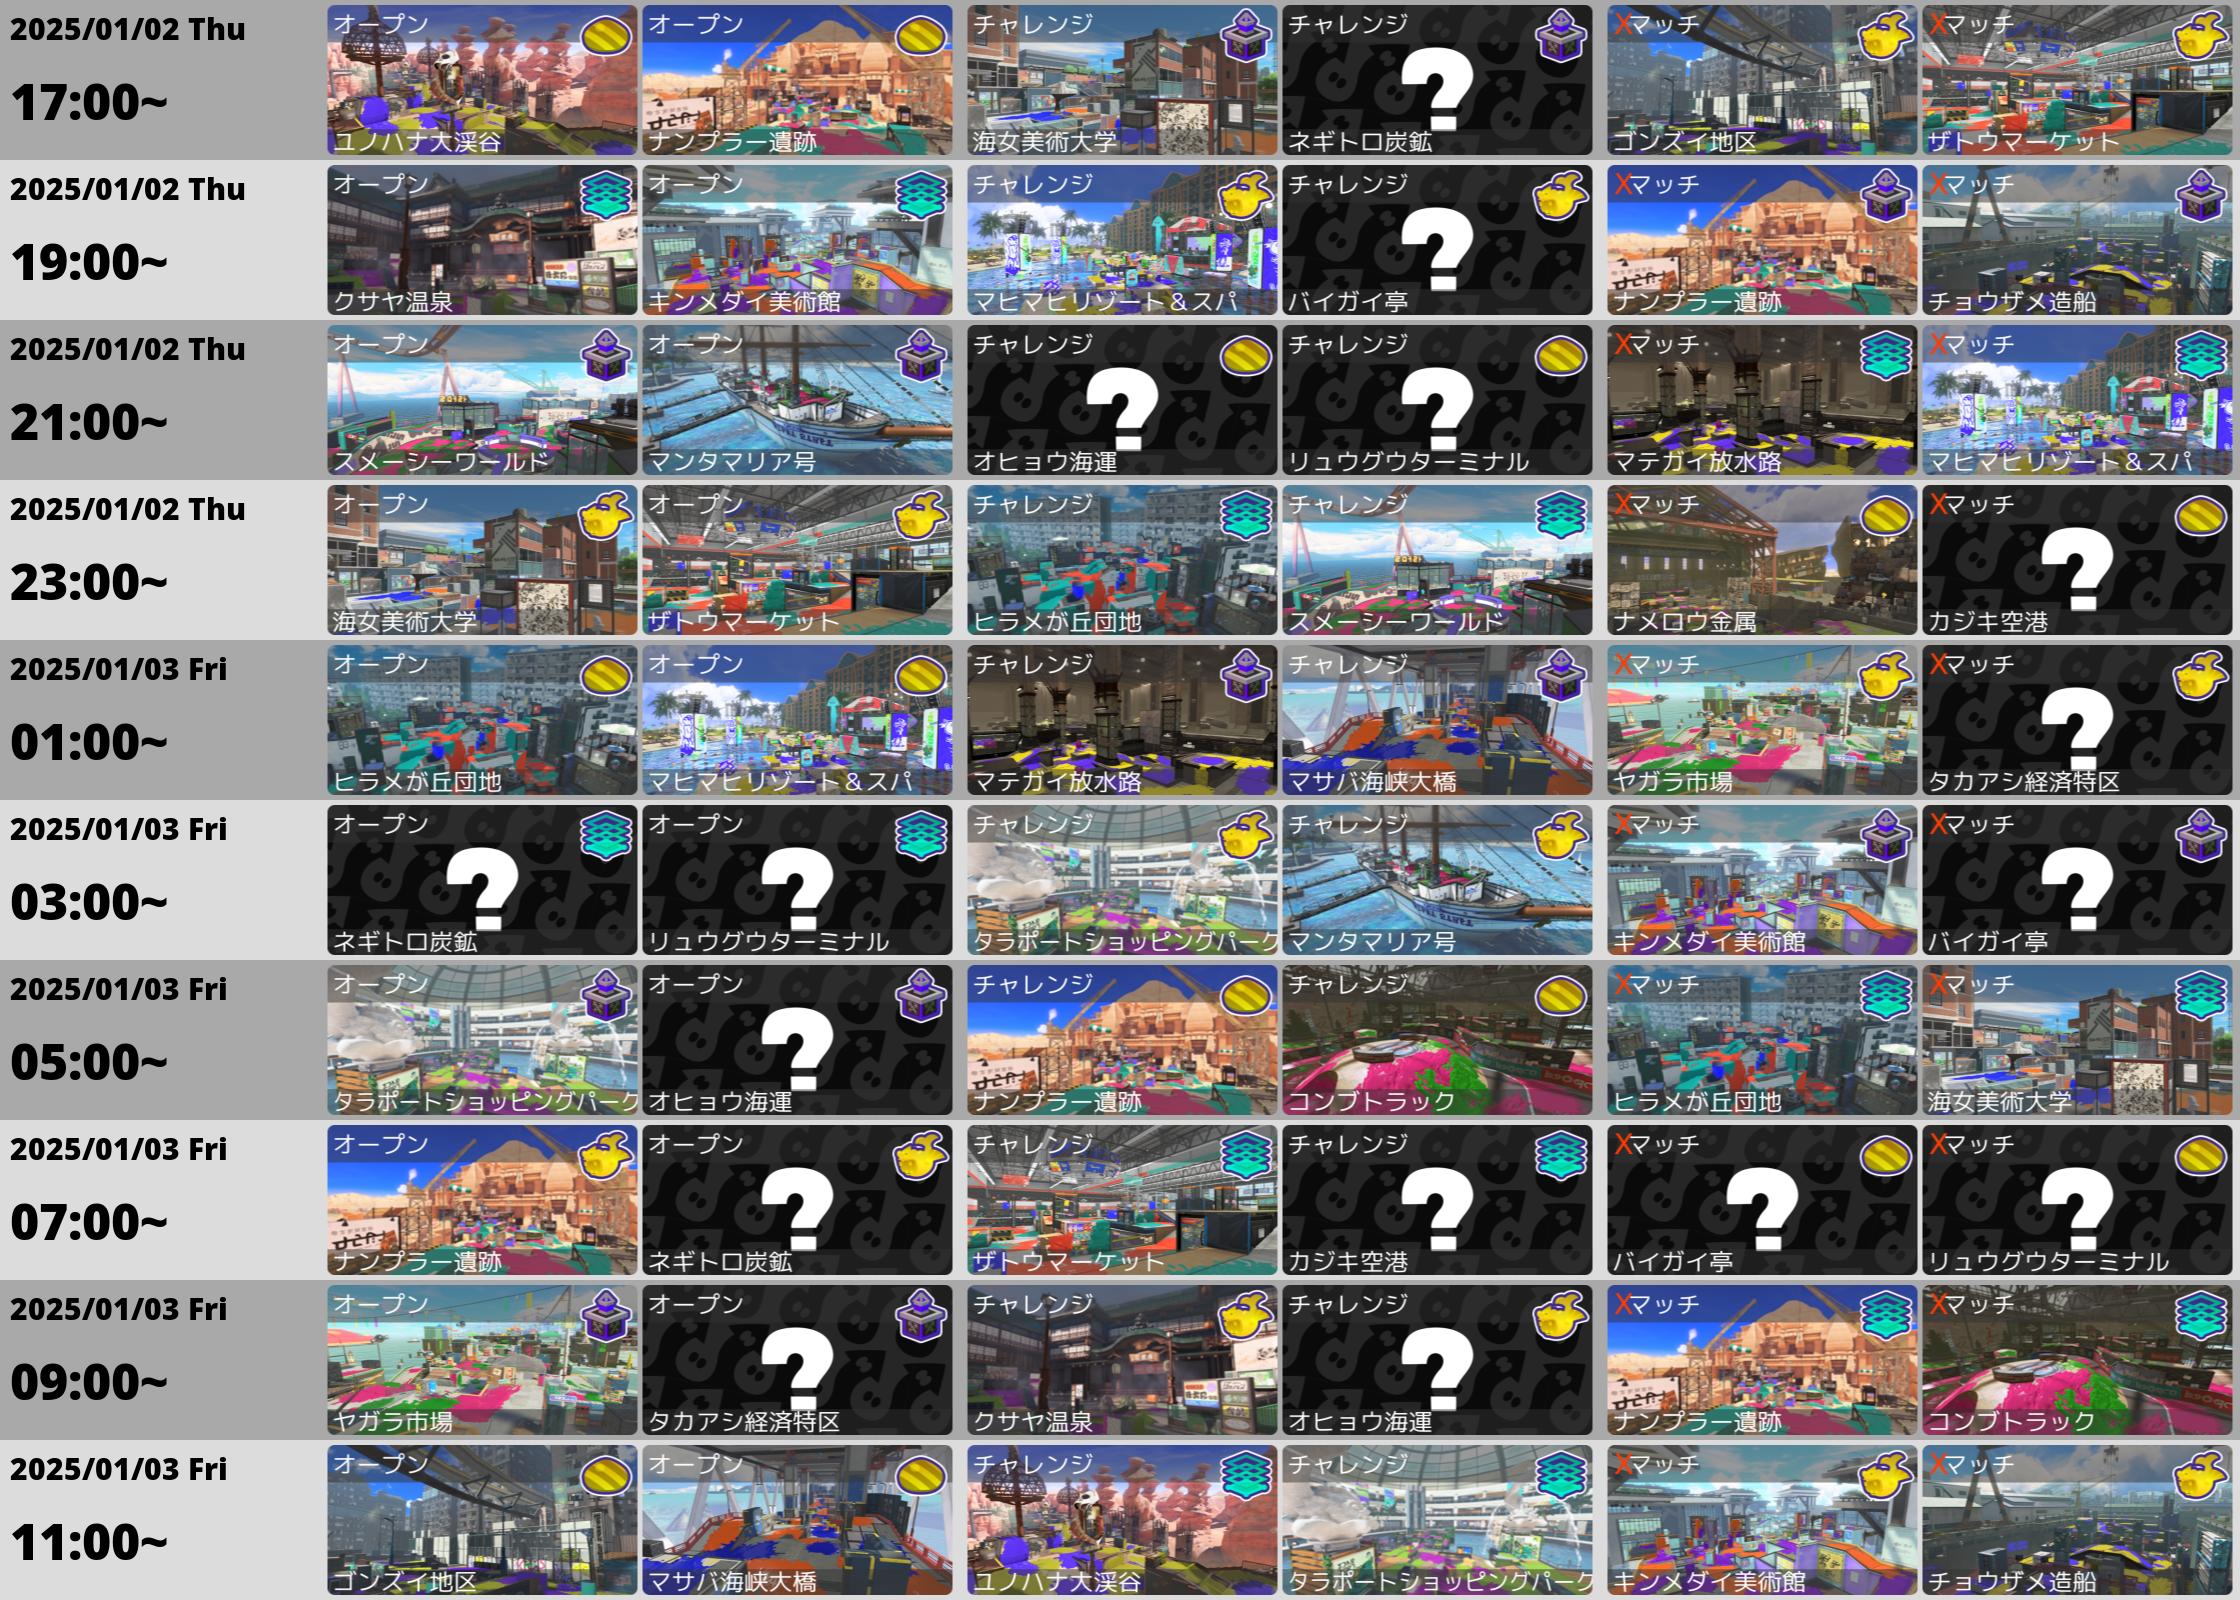 2025/01/02 Thu
17:00~
オープン
ユノハナ大渓谷
オープン
ナンプラー遺跡
チャレンジ
海女美術大学
チャレンジ
ネギトロ炭鉱
Xマッチ
ゴンズイ地区
Xマッチ
ザトウマーケット
2025/01/02 Thu
19:00~
オープン
クサヤ温泉
オープン
キンメダイ美術館
チャレンジ
マヒマヒリゾート＆スパ
チャレンジ
バイガイ亭
Xマッチ
ナンプラー遺跡
Xマッチ
チョウザメ造船
2025/01/02 Thu
21:00~
オープン
スメーシーワールド
オープン
マンタマリア号
チャレンジ
オヒョウ海運
チャレンジ
リュウグウターミナル
Xマッチ
マテガイ放水路
Xマッチ
マヒマヒリゾート＆スパ
2025/01/02 Thu
23:00~
オープン
海女美術大学
オープン
ザトウマーケット
チャレンジ
ヒラメが丘団地
チャレンジ
スメーシーワールド
Xマッチ
ナメロウ金属
Xマッチ
カジキ空港
2025/01/03 Fri
01:00~
オープン
ヒラメが丘団地
オープン
マヒマヒリゾート＆スパ
チャレンジ
マテガイ放水路
チャレンジ
マサバ海峡大橋
Xマッチ
ヤガラ市場
Xマッチ
タカアシ経済特区
2025/01/03 Fri
03:00~
オープン
ネギトロ炭鉱
オープン
リュウグウターミナル
チャレンジ
タラポートショッピングパーク
チャレンジ
マンタマリア号
Xマッチ
キンメダイ美術館
Xマッチ
バイガイ亭
2025/01/03 Fri
05:00~
オープン
タラポートショッピングパーク
オープン
オヒョウ海運
チャレンジ
ナンプラー遺跡
チャレンジ
コンブトラック
Xマッチ
ヒラメが丘団地
Xマッチ
海女美術大学
2025/01/03 Fri
07:00~
オープン
ナンプラー遺跡
オープン
ネギトロ炭鉱
チャレンジ
ザトウマーケット
チャレンジ
カジキ空港
Xマッチ
バイガイ亭
Xマッチ
リュウグウターミナル
2025/01/03 Fri
09:00~
オープン
ヤガラ市場
オープン
タカアシ経済特区
チャレンジ
クサヤ温泉
チャレンジ
オヒョウ海運
Xマッチ
ナンプラー遺跡
Xマッチ
コンブトラック
2025/01/03 Fri
11:00~
オープン
ゴンズイ地区
オープン
マサバ海峡大橋
チャレンジ
ユノハナ大渓谷
チャレンジ
タラポートショッピングパーク
Xマッチ
キンメダイ美術館
Xマッチ
チョウザメ造船